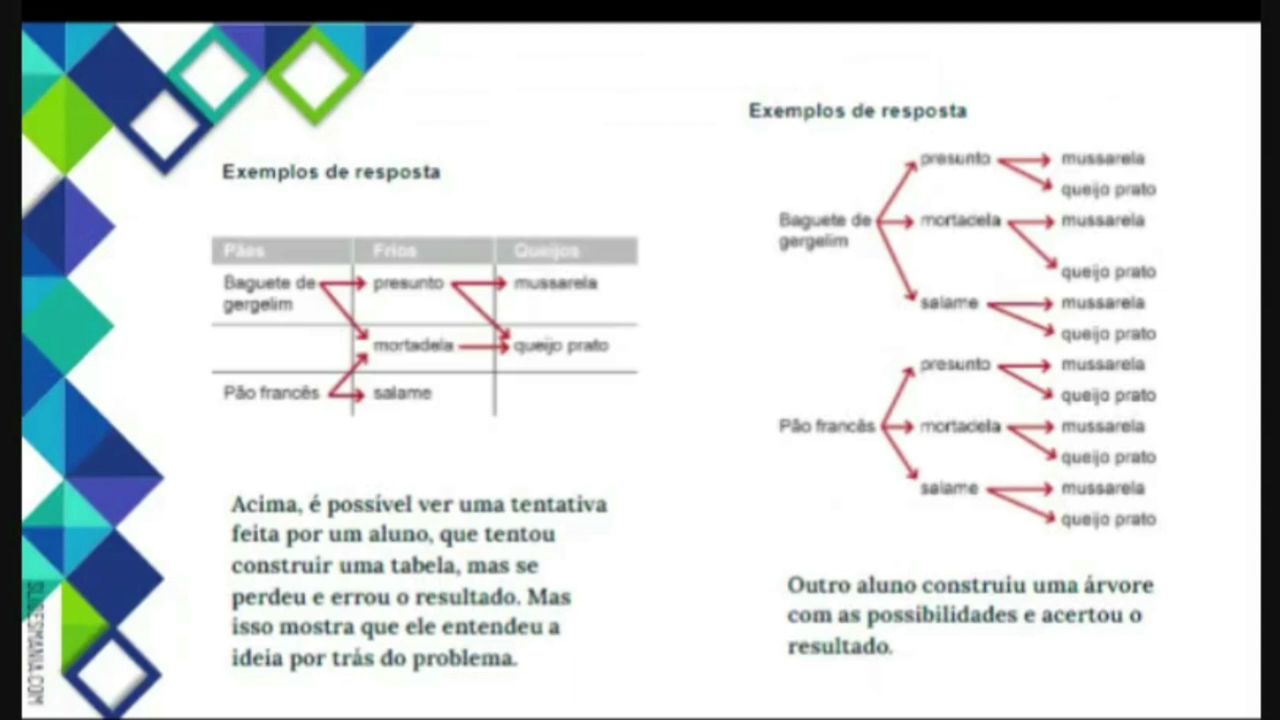 Exemplos de resposta
Pães Frios Queijos
Baguete de presunto mussarela
gergelim
mortadela queijo prato
Pão francês salame
Acima, é possível ver uma tentativa
feita por um aluno, que tentou
construir uma tabela, mas se
perdeu e errou o resultado. Mas
isso mostra que ele entendeu a
ideia por trás do problema.
Exemplos de resposta
presunto mussarela
queijo prato
Baguete de mortadela mussarela
gergelim
queijo prato
salame mussarela
queijo prato
presunto mussarela
queijo prato
Pão francês mortadela mussarela
queijo prato
salame mussarela
queijo prato
Outro aluno construiu uma árvore
com as possibilidades e acertou o
resultado.
SLIDESMANIA.COM